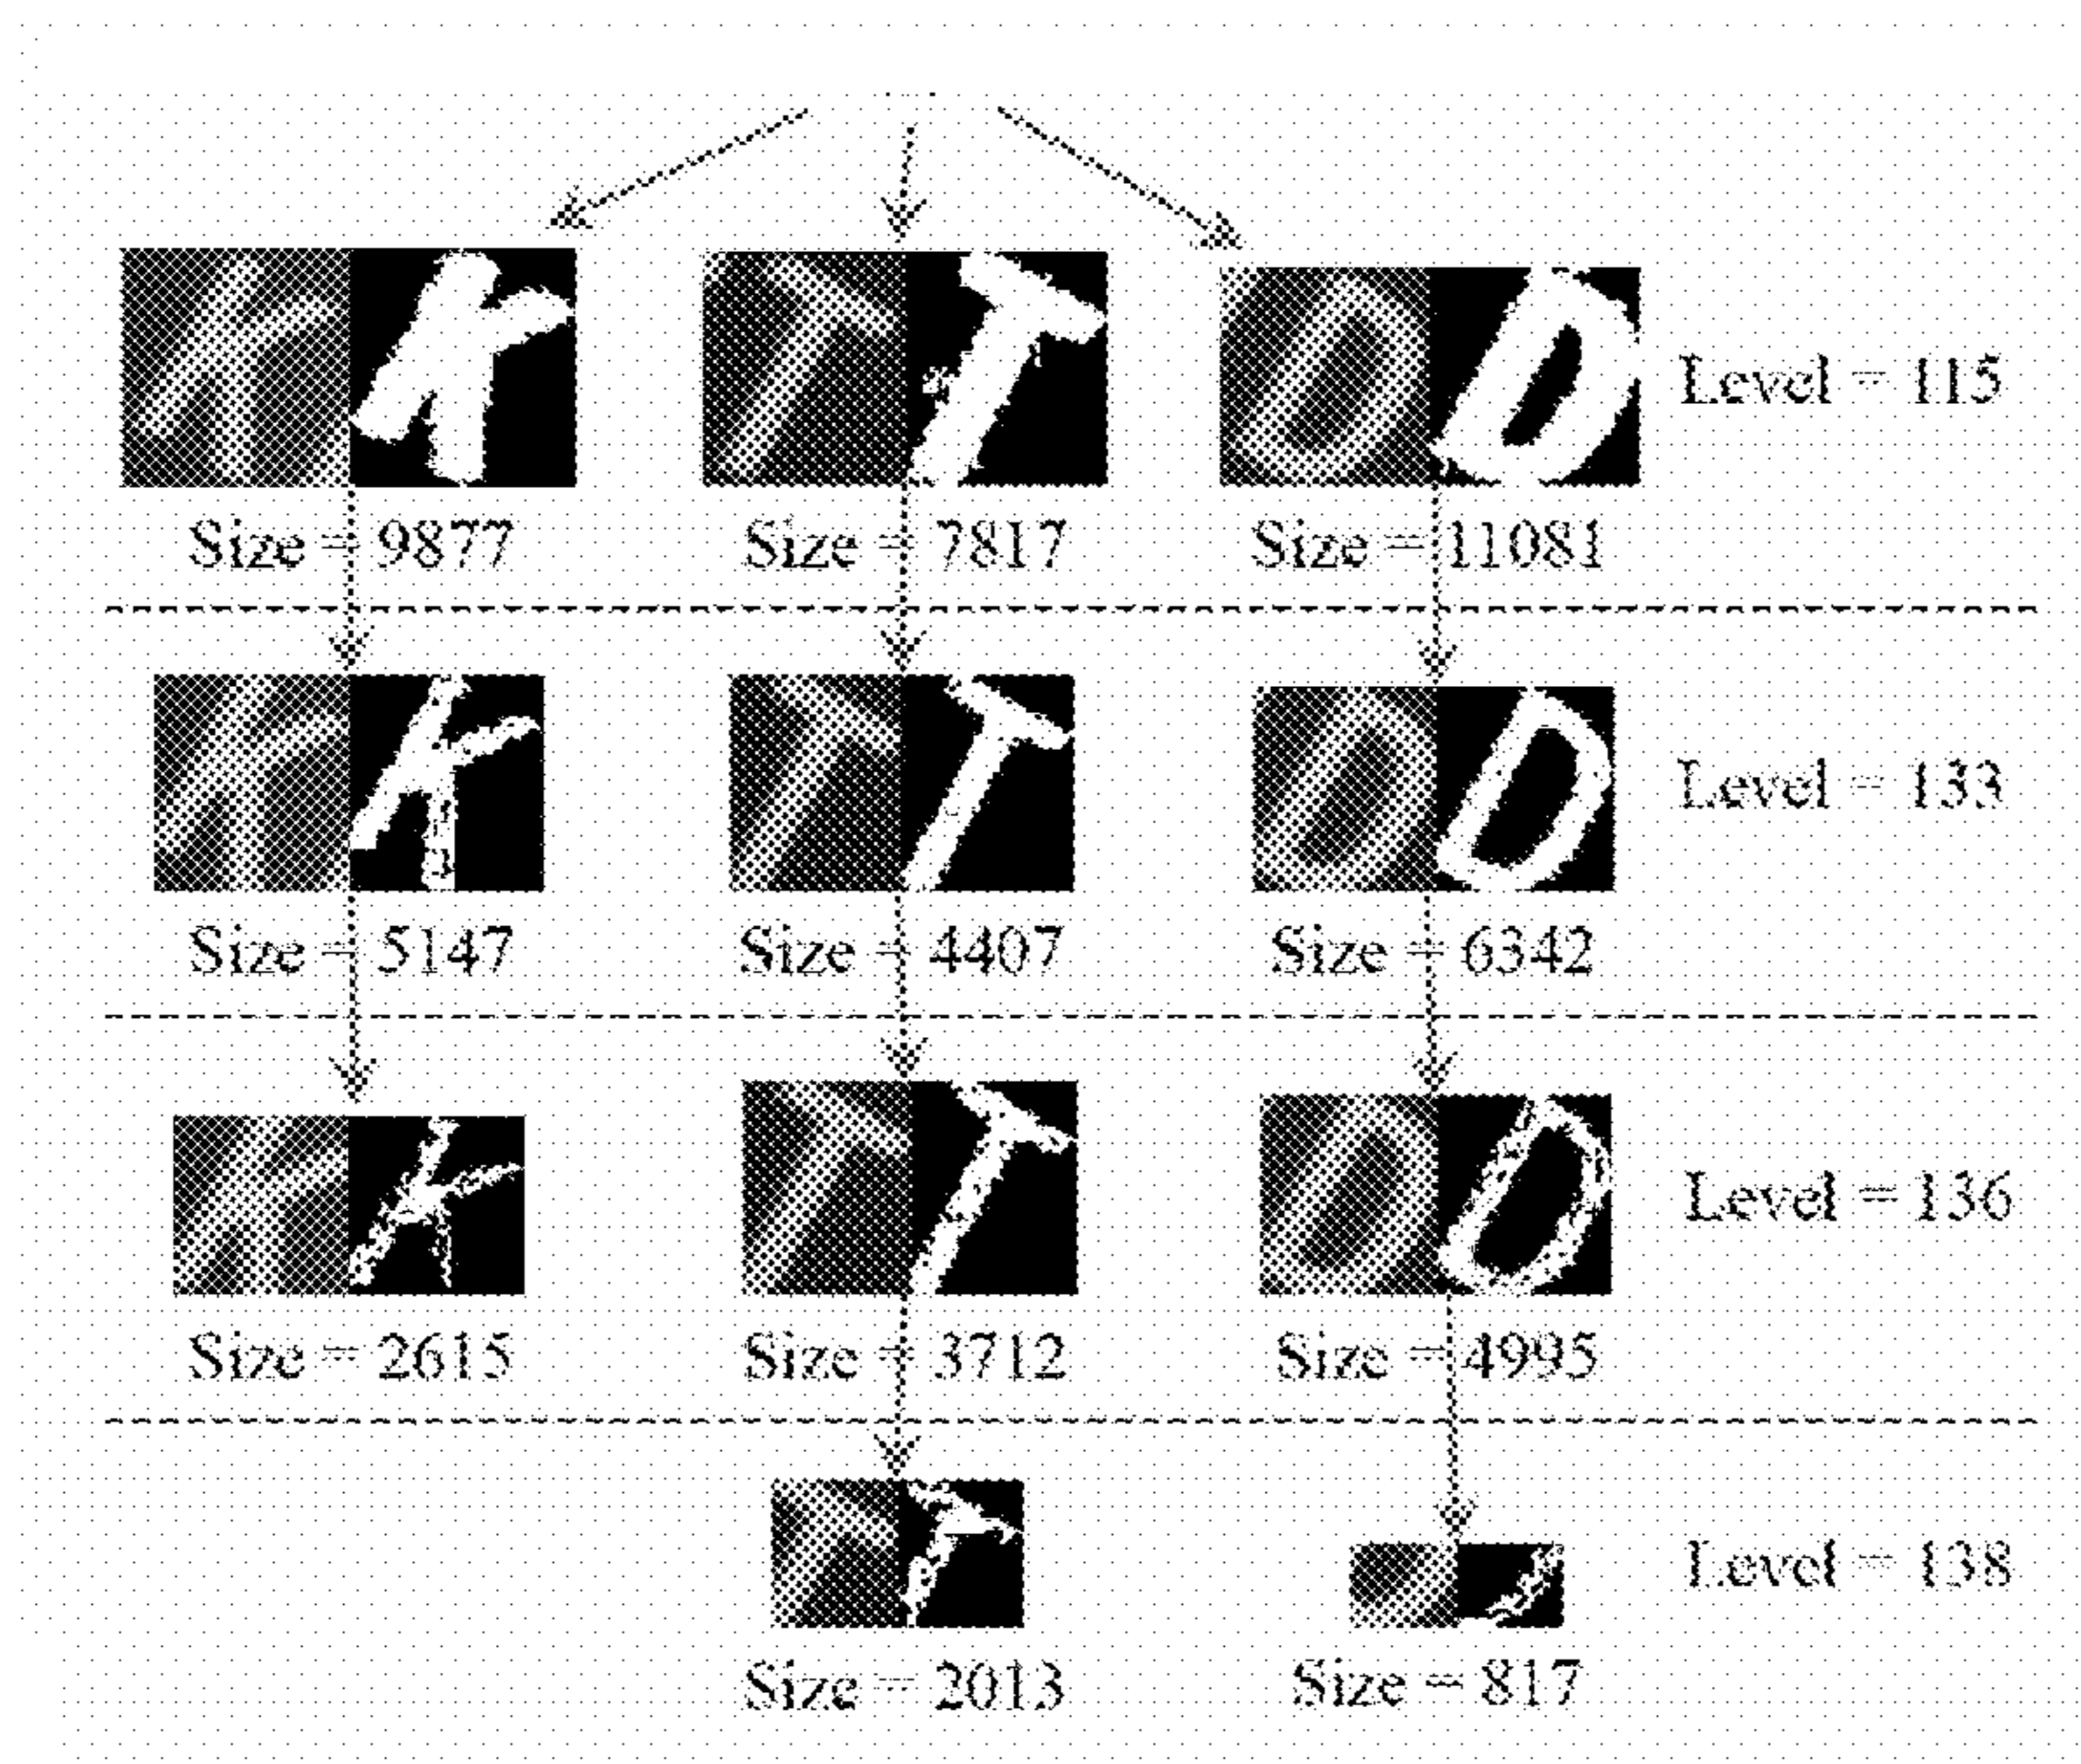 ...
K K T T D D Level = 115
Size = 9877 Size = 7817 Size = 11081
K K T T D D Level = 133
Size = 5147 Size = 4407 Size = 6342
K K T T D D Level = 136
Size = 2615 Size = 3712 Size = 4995
T T Level = 138
Size = 2013 Size = 817